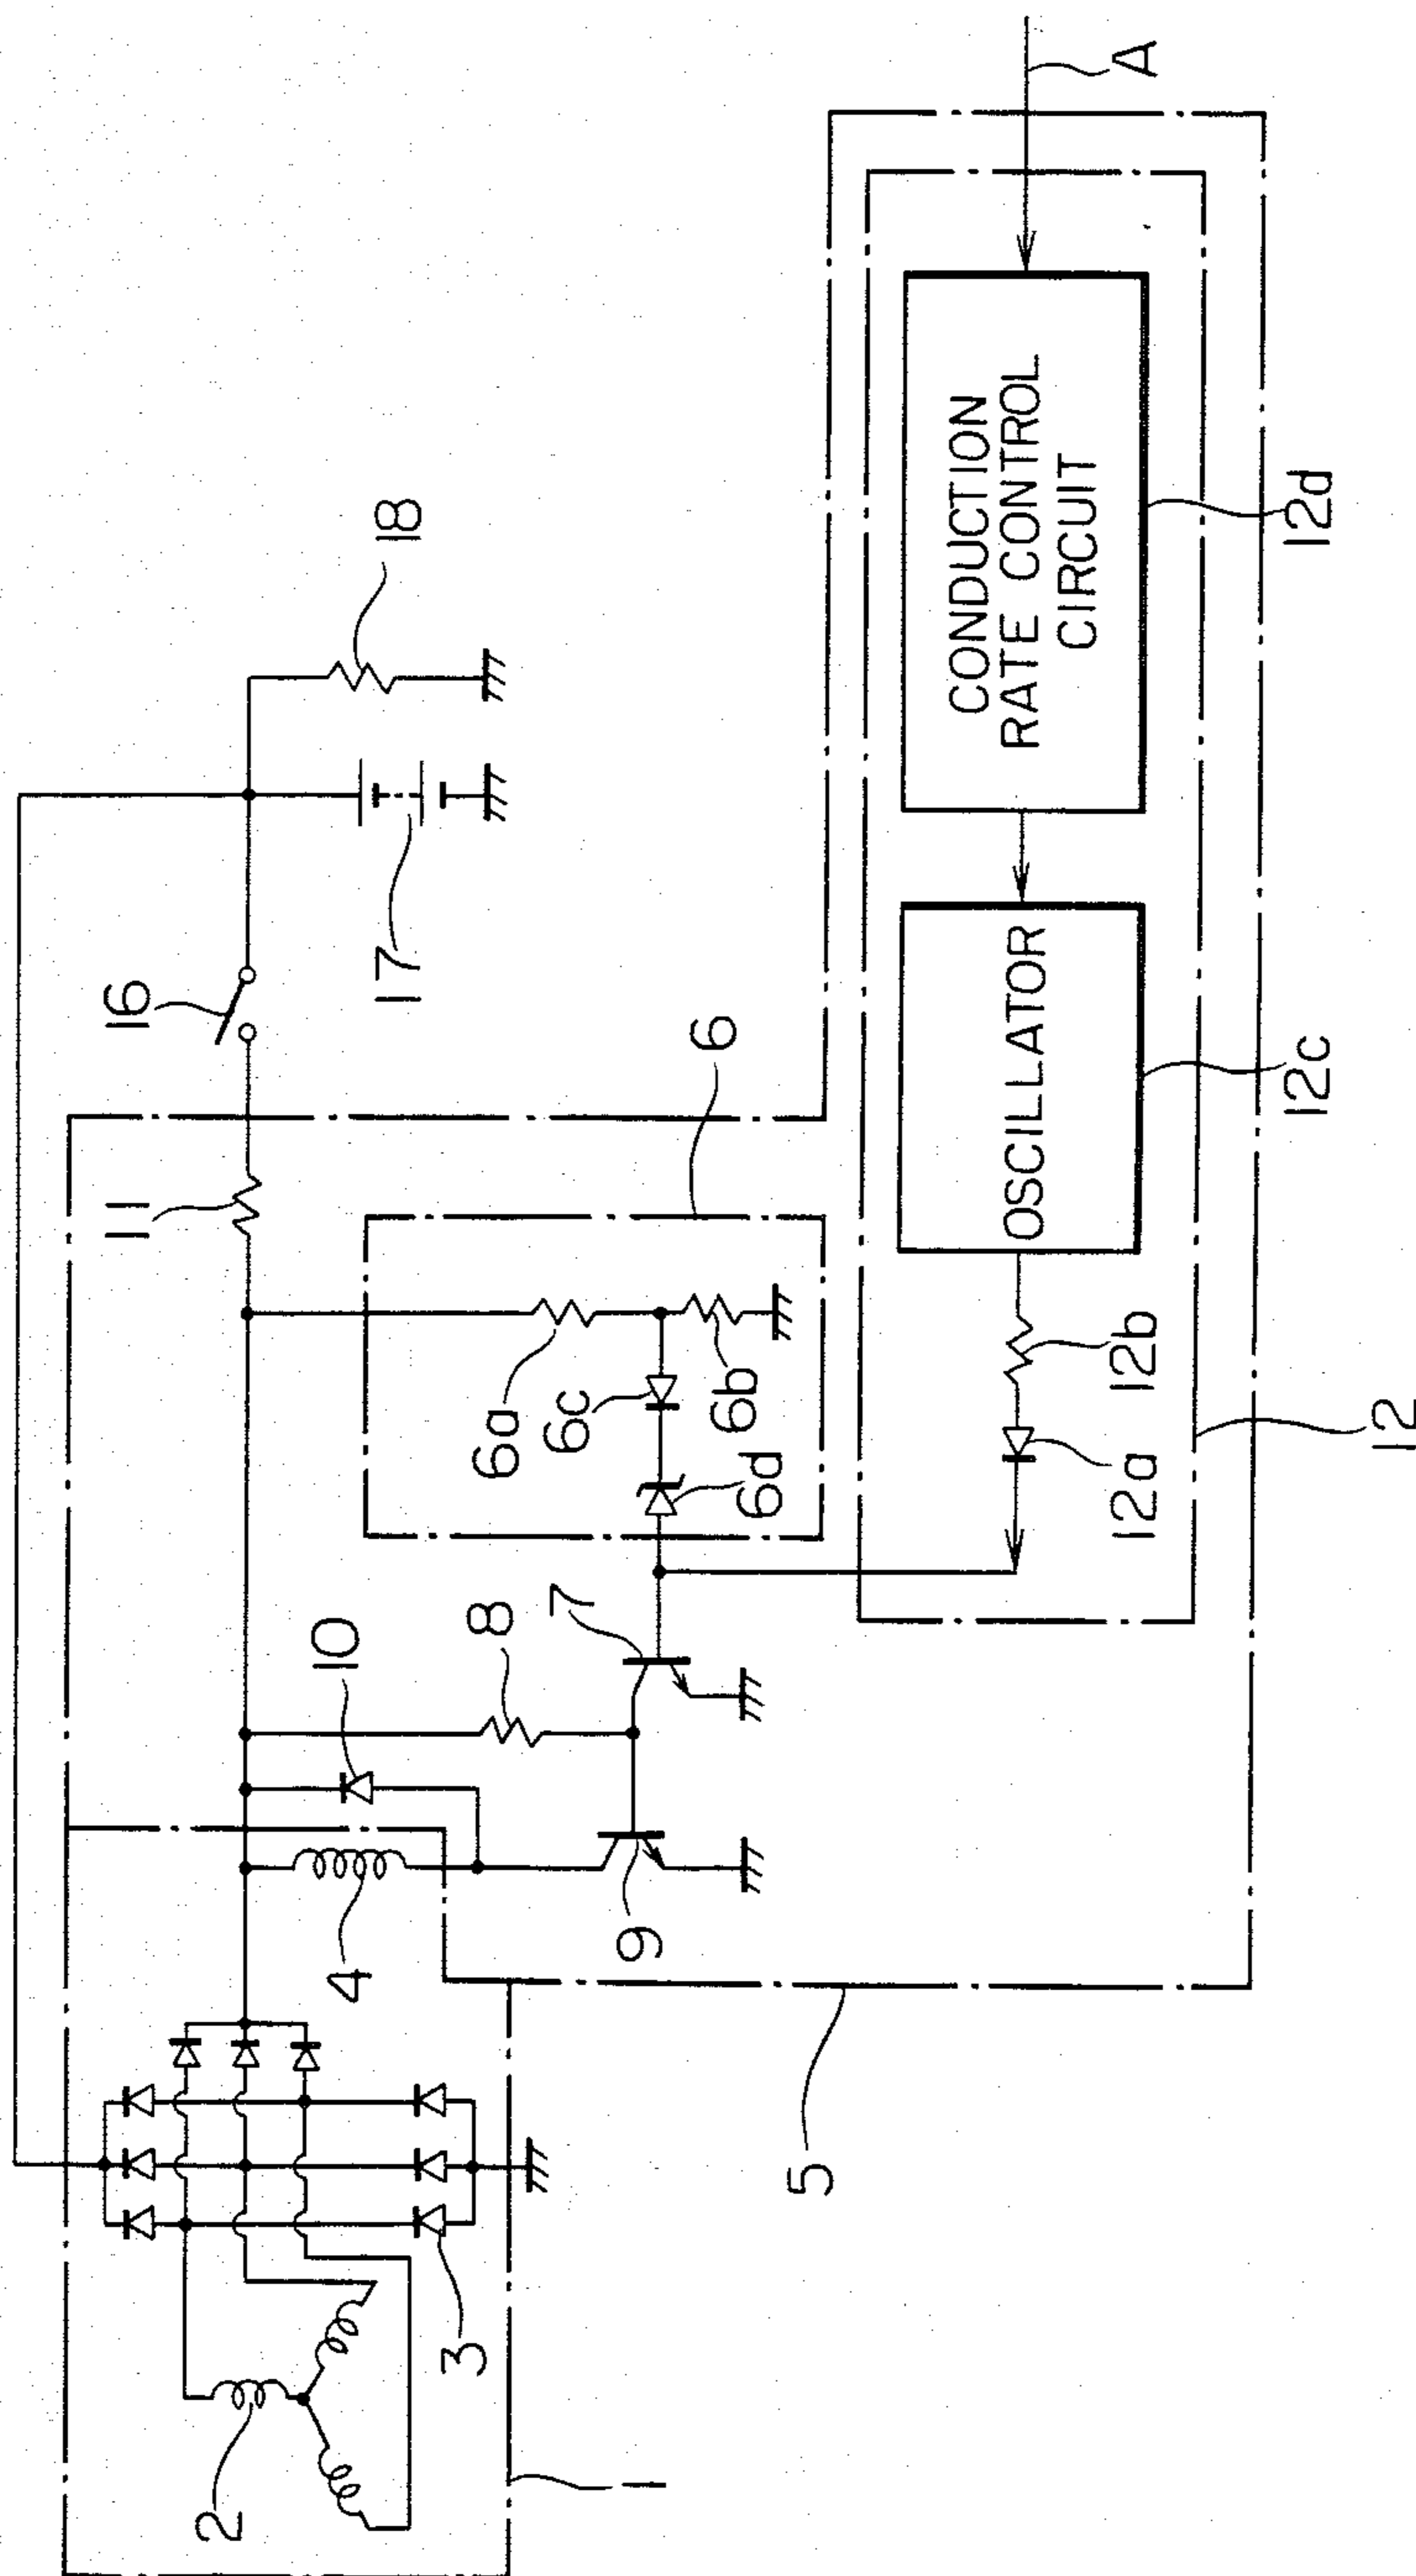 A
CONDUCTION
RATE CONTROL
CIRCUIT
12d
18
17
16
OSCILLATOR
12c
6
11
6a
6c
6b
6d
12b
12a
12
10
8
7
4
9
5
3
2
1